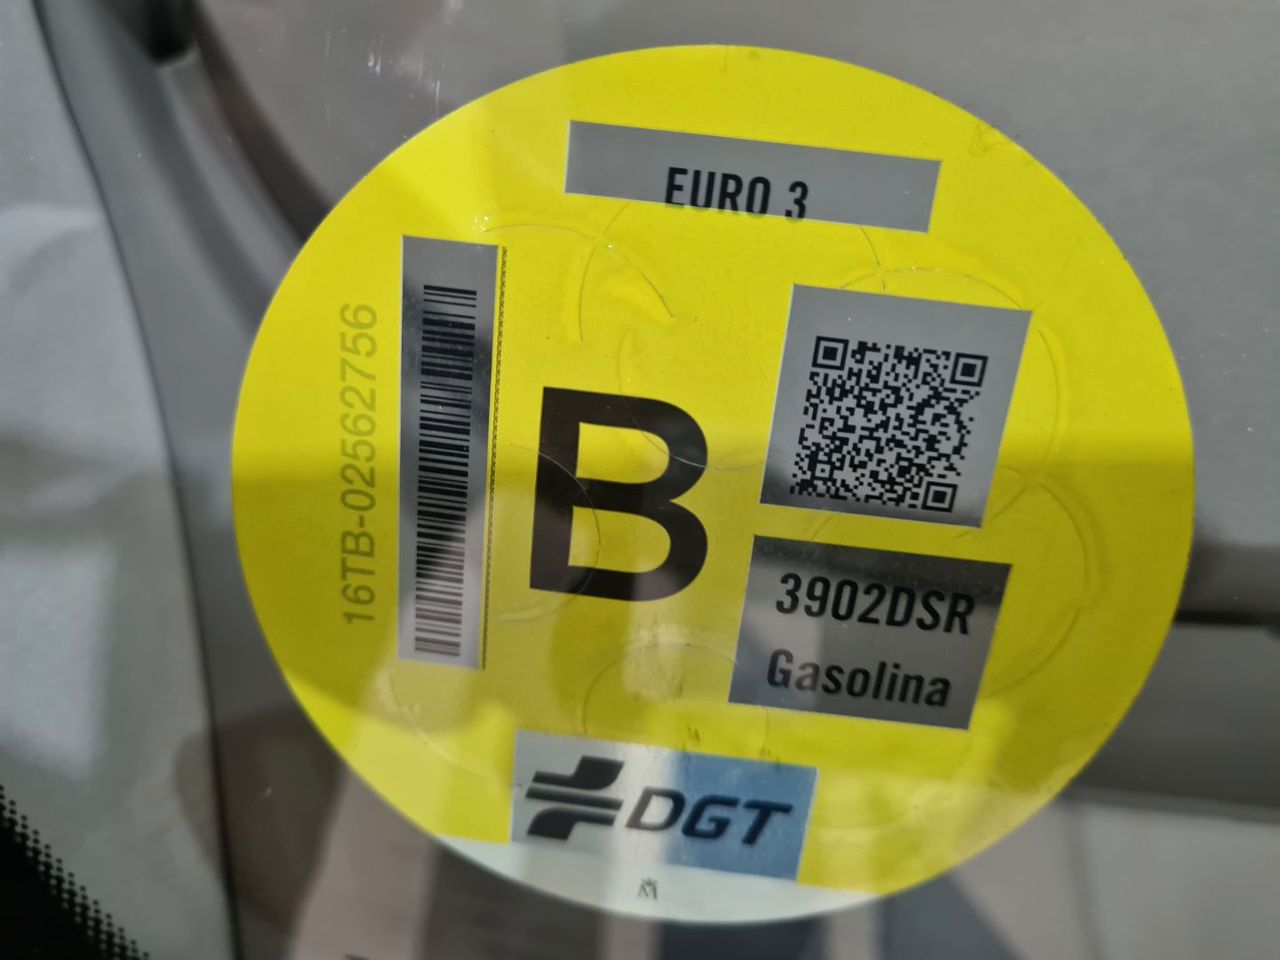 EURO 3
16TB-02562756
B
3902DSR
Gasolina
DGT